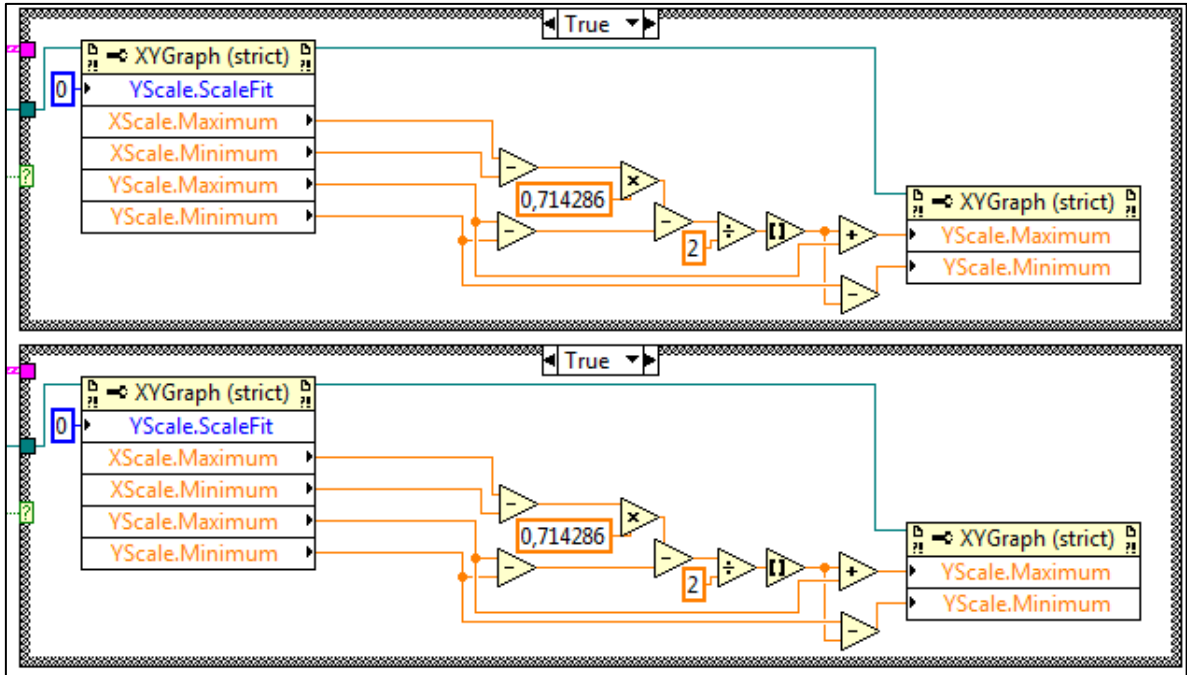 True
XYGraph (strict)
0
YScale.ScaleFit
XScale.Maximum
XScale.Minimum
YScale.Maximum
YScale.Minimum
0,714286
2
XYGraph (strict)
YScale.Maximum
YScale.Minimum
True
XYGraph (strict)
0
YScale.ScaleFit
XScale.Maximum
XScale.Minimum
YScale.Maximum
YScale.Minimum
0,714286
2
XYGraph (strict)
YScale.Maximum
YScale.Minimum